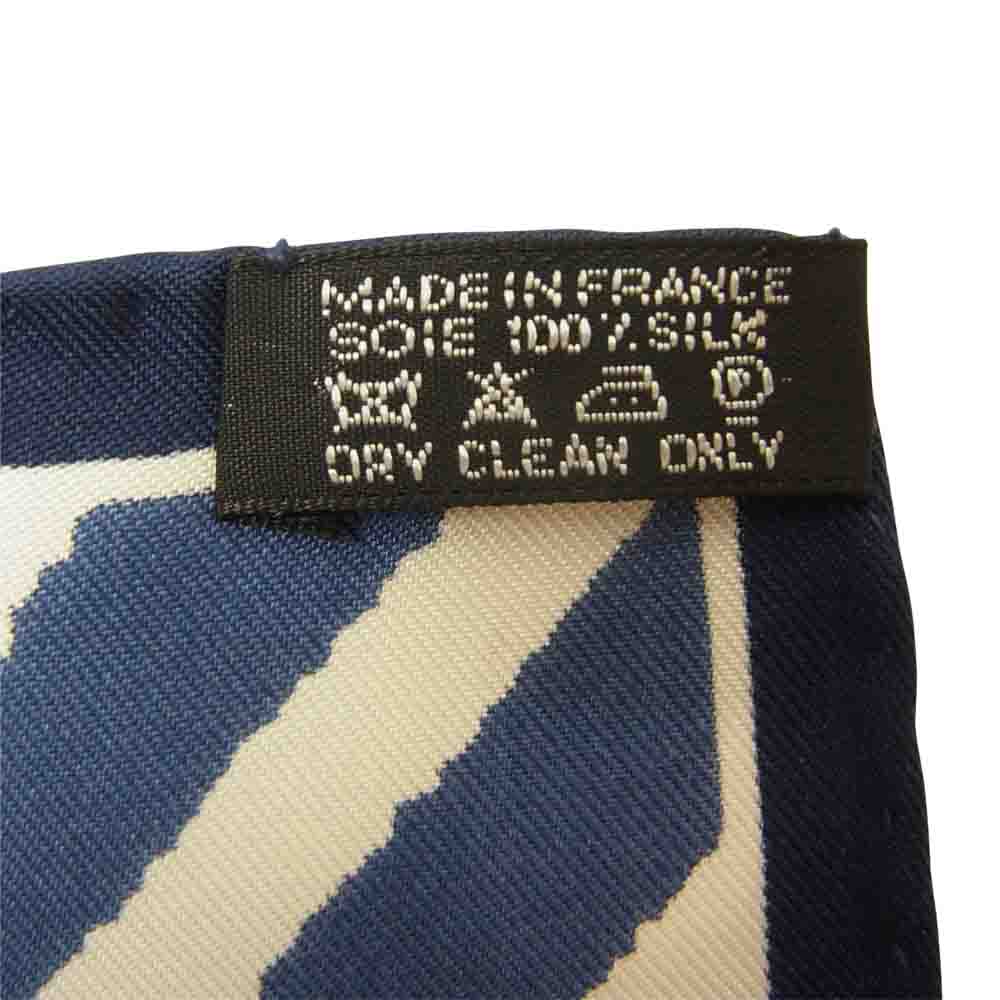 MADE IN FRANCE
SOIE 100% SILK
P
DRY CLEAN ONLY